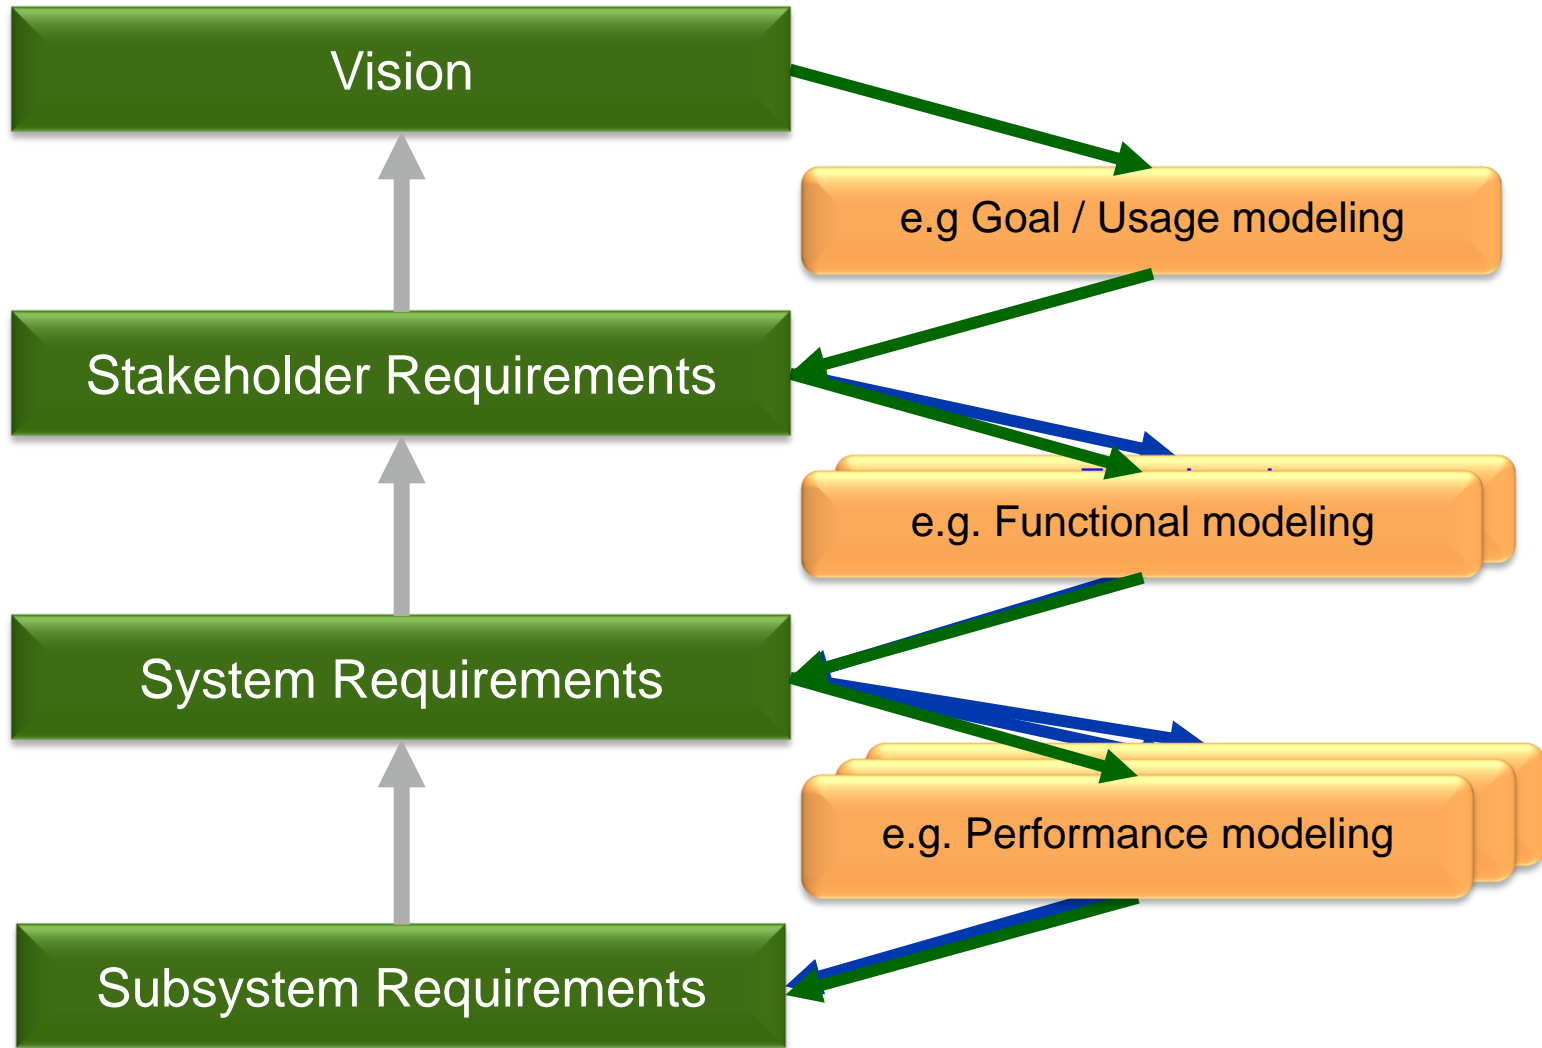 Vision
e.g Goal / Usage modeling
Stakeholder Requirements
e.g. Functional modeling
System Requirements
e.g. Performance modeling
Subsystem Requirements